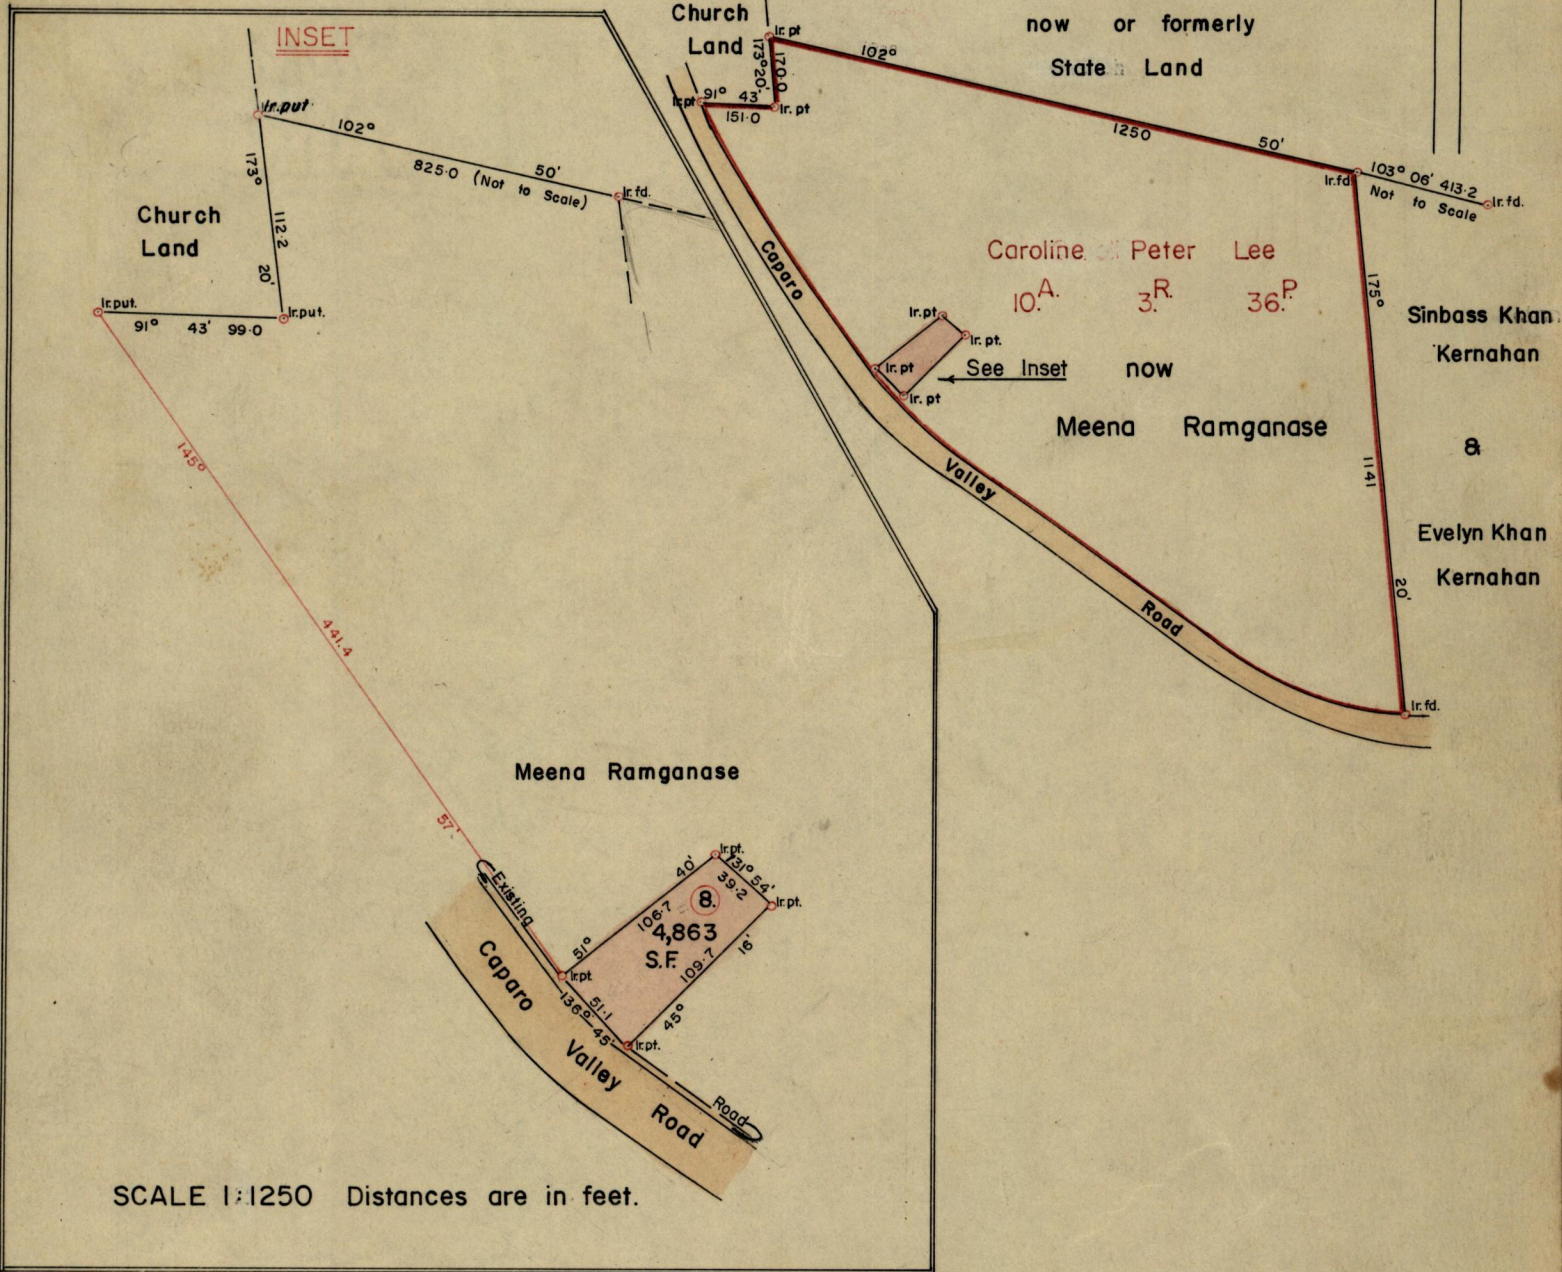 INSET
Ir.put
102°
50'
825.0 (Not to Scale)
Ir.fd.
173°
112.2
20'
Church
Land
Ir.put.
Ir.put.
91° 43' 99.0
145°
441.4
57'
Meena Ramganase
Existing
Ir.pt.
40'
131° 54'
39.2
8.
106.7
4,863
S.F.
Ir.pt.
51°
109.7
16'
Ir.pt
51.1
136° 45'
45°
Ir.pt.
Caparo
Valley
Road
Road
SCALE 1:1250 Distances are in feet.
Church
Land
Ir. pt
173° 20'
170.0
Ir.pt
91° 43'
151.0
Ir. pt
now or formerly
State Land
102°
1250
50'
Ir.fd
103° 06' 413.2
Not to Scale
Ir.fd.
Caroline Peter Lee
10.A. 3.R. 36.P.
175°
1141
20'
Sinbass Khan
Kernahan
&
Evelyn Khan
Kernahan
Caparo
Ir.pt
Ir. pt.
Ir. pt
Ir. pt
See Inset
now
Meena Ramganase
Valley
Road
Ir.fd.